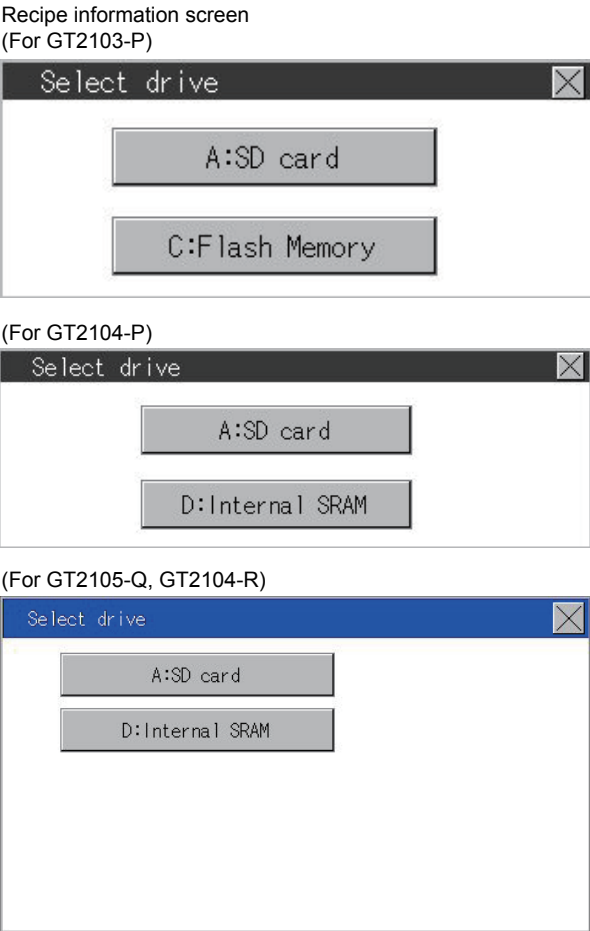 Recipe information screen
(For GT2103-P)
Select drive
A:SD card
C:Flash Memory
(For GT2104-P)
Select drive
A:SD card
D:Internal SRAM
(For GT2105-Q, GT2104-R)
Select drive
A:SD card
D:Internal SRAM